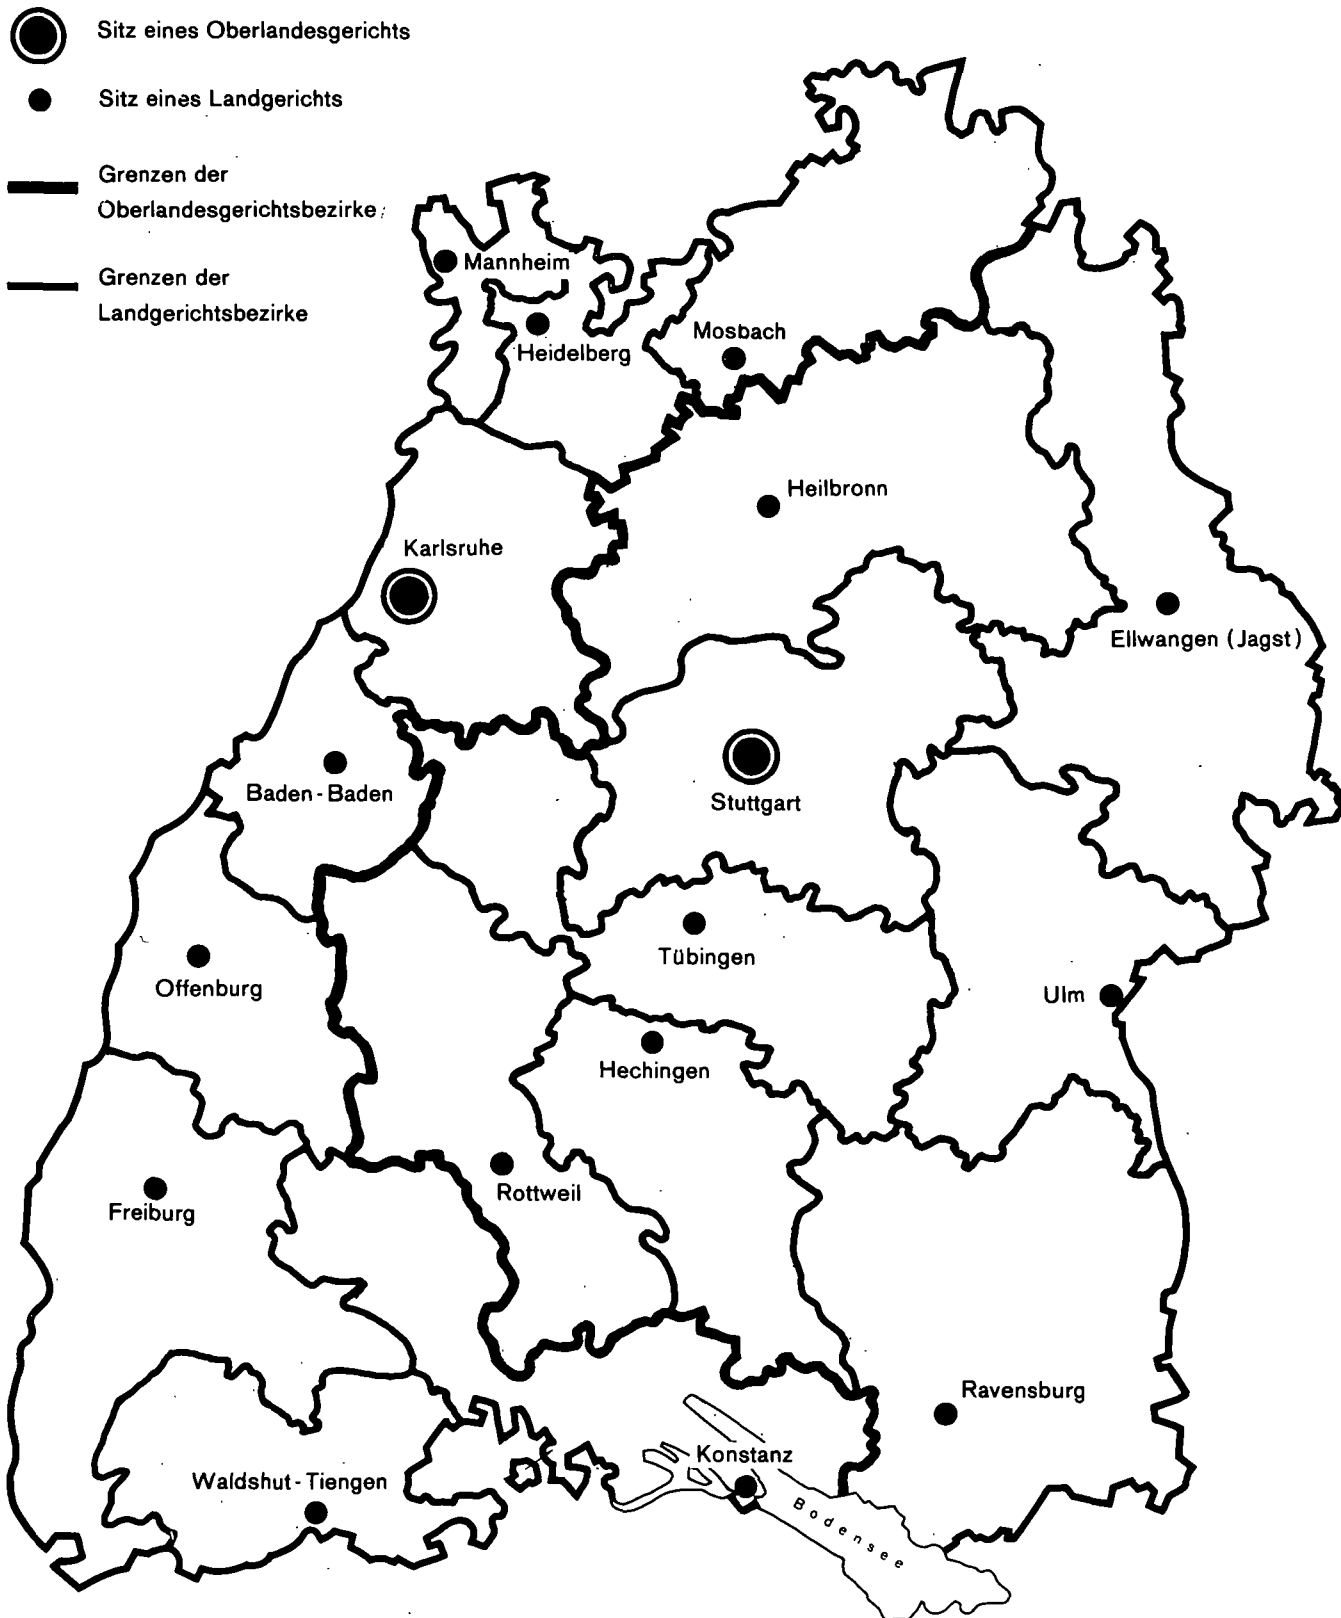 Sitz eines Oberlandesgerichts
Sitz eines Landgerichts
Grenzen der
Oberlandesgerichtsbezirke
Grenzen der
Landgerichtsbezirke
Mannheim
Heidelberg
Mosbach
Heilbronn
Karlsruhe
Ellwangen (Jagst)
Baden-Baden
Stuttgart
Tübingen
Offenburg
Ulm
Hechingen
Rottweil
Freiburg
Ravensburg
Konstanz
Waldshut-Tiengen
Bodensee